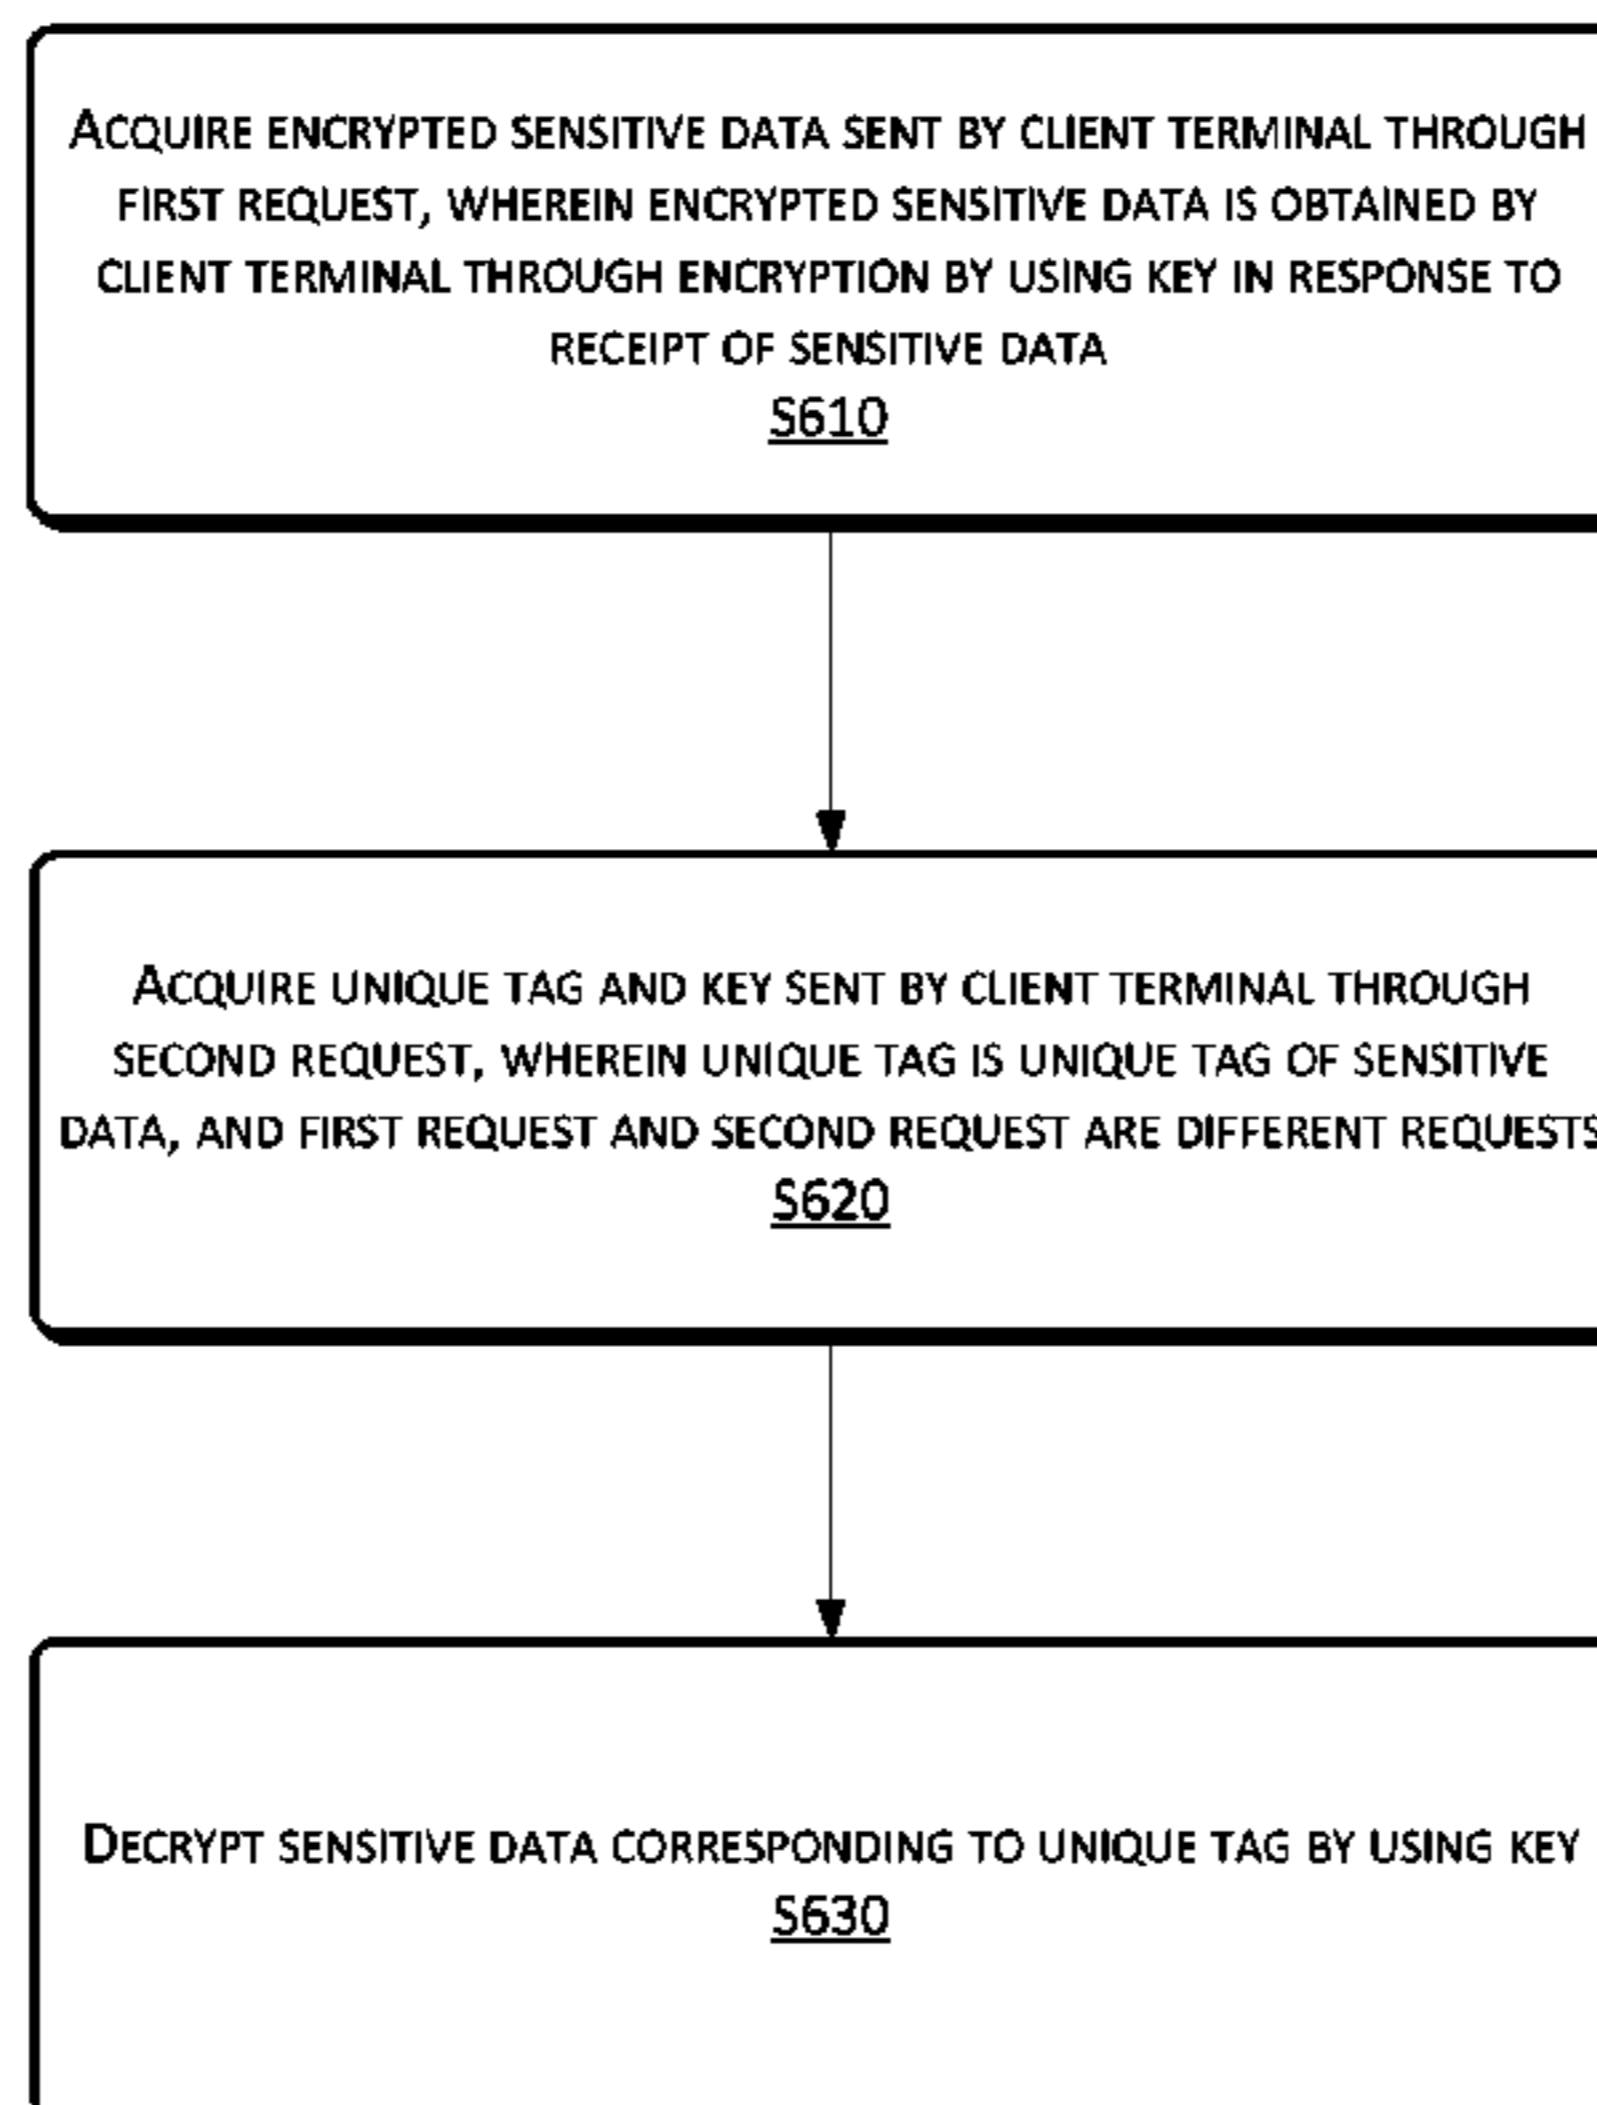 ACQUIRE ENCRYPTED SENSITIVE DATA SENT BY CLIENT TERMINAL THROUGH
FIRST REQUEST, WHEREIN ENCRYPTED SENSITIVE DATA IS OBTAINED BY
CLIENT TERMINAL THROUGH ENCRYPTION BY USING KEY IN RESPONSE TO
RECEIPT OF SENSITIVE DATA
S610
ACQUIRE UNIQUE TAG AND KEY SENT BY CLIENT TERMINAL THROUGH
SECOND REQUEST, WHEREIN UNIQUE TAG IS UNIQUE TAG OF SENSITIVE
DATA, AND FIRST REQUEST AND SECOND REQUEST ARE DIFFERENT REQUESTS
S620
DECRYPT SENSITIVE DATA CORRESPONDING TO UNIQUE TAG BY USING KEY
S630